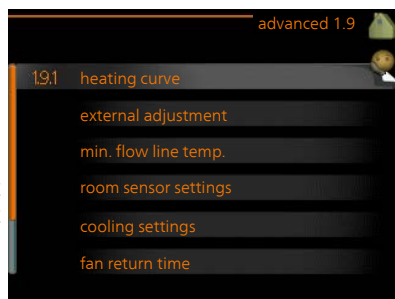 advanced 1.9
1.9.1 heating curve
external adjustment
min. flow line temp.
room sensor settings
cooling settings
fan return time